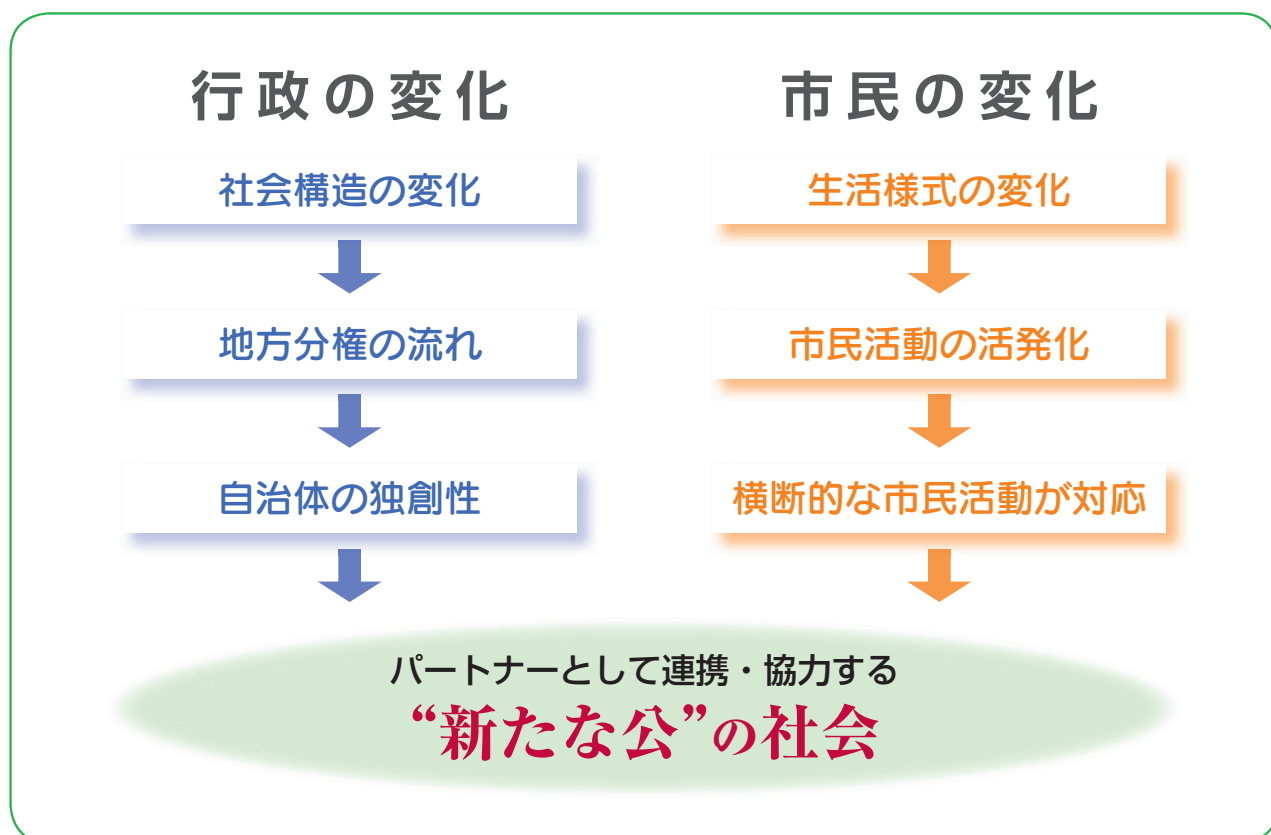 行政の変化
社会構造の変化
地方分権の流れ
自治体の独創性
市民の変化
生活様式の変化
市民活動の活発化
横断的な市民活動が対応
パートナーとして連携・協力する
“新たな公”の社会